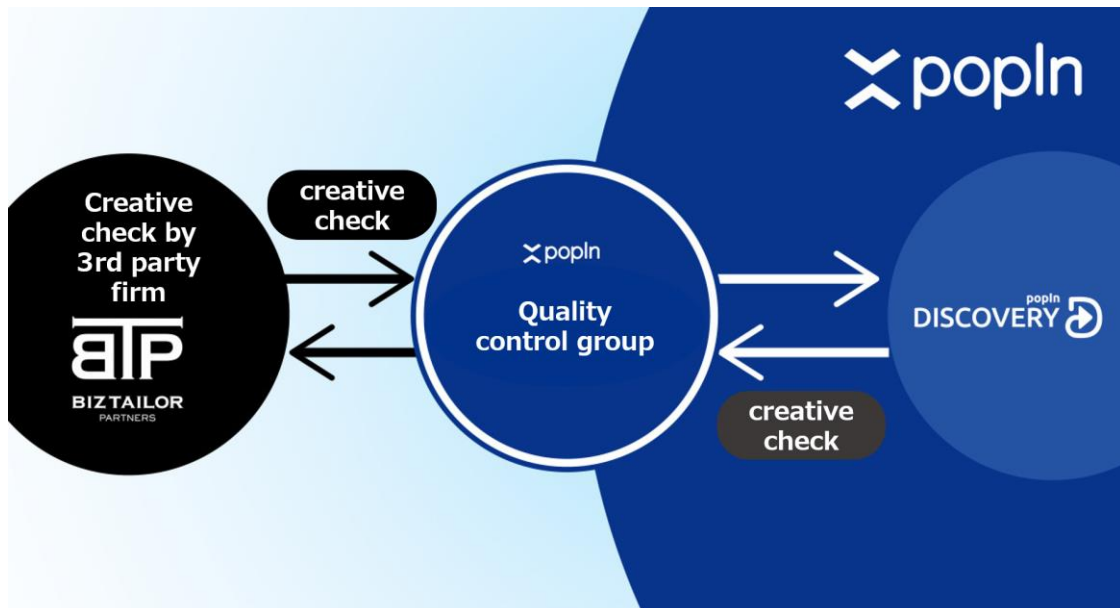 popIn
creative
check
Creative
check by
3rd party
firm
BTP
BIZTAILOR
PARTNERS
popIn
Quality
control group
popIn
DISCOVERY
creative
check